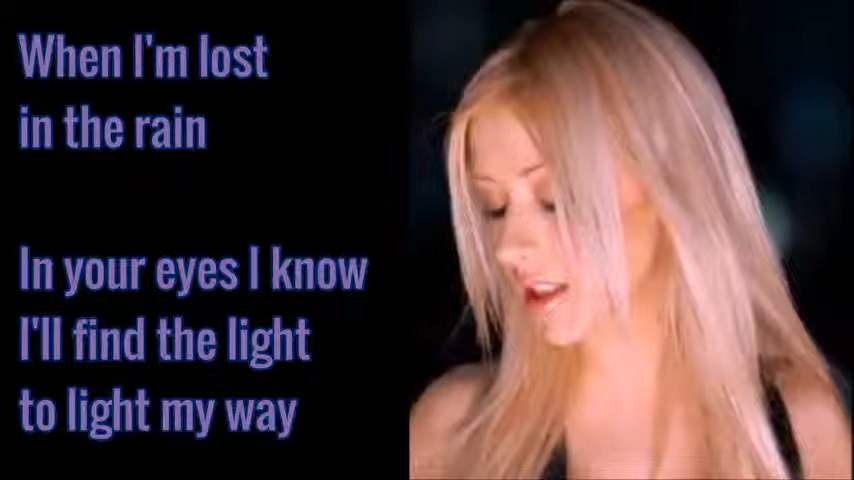 When I'm lost
in the rain
In your eyes I know
I'll find the light
to light my way